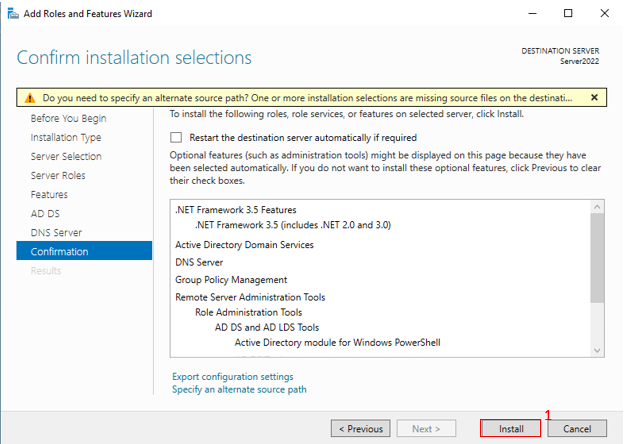 Add Roles and Features Wizard
Confirm installation selections
DESTINATION SERVER
Server2022
Do you need to specify an alternate source path? One or more installation selections are missing source files on the destinati...
Before You Begin
Installation Type
Server Selection
Server Roles
Features
AD DS
DNS Server
Confirmation
Results
To install the following roles, role services, or features on selected server, click Install.
Restart the destination server automatically if required
Optional features (such as administration tools) might be displayed on this page because they have
been selected automatically. If you do not want to install these optional features, click Previous to clear
their check boxes.
.NET Framework 3.5 Features
.NET Framework 3.5 (includes .NET 2.0 and 3.0)
Active Directory Domain Services
DNS Server
Group Policy Management
Remote Server Administration Tools
Role Administration Tools
AD DS and AD LDS Tools
Active Directory module for Windows PowerShell
Export configuration settings
Specify an alternate source path
1
< Previous
Next >
Install
Cancel